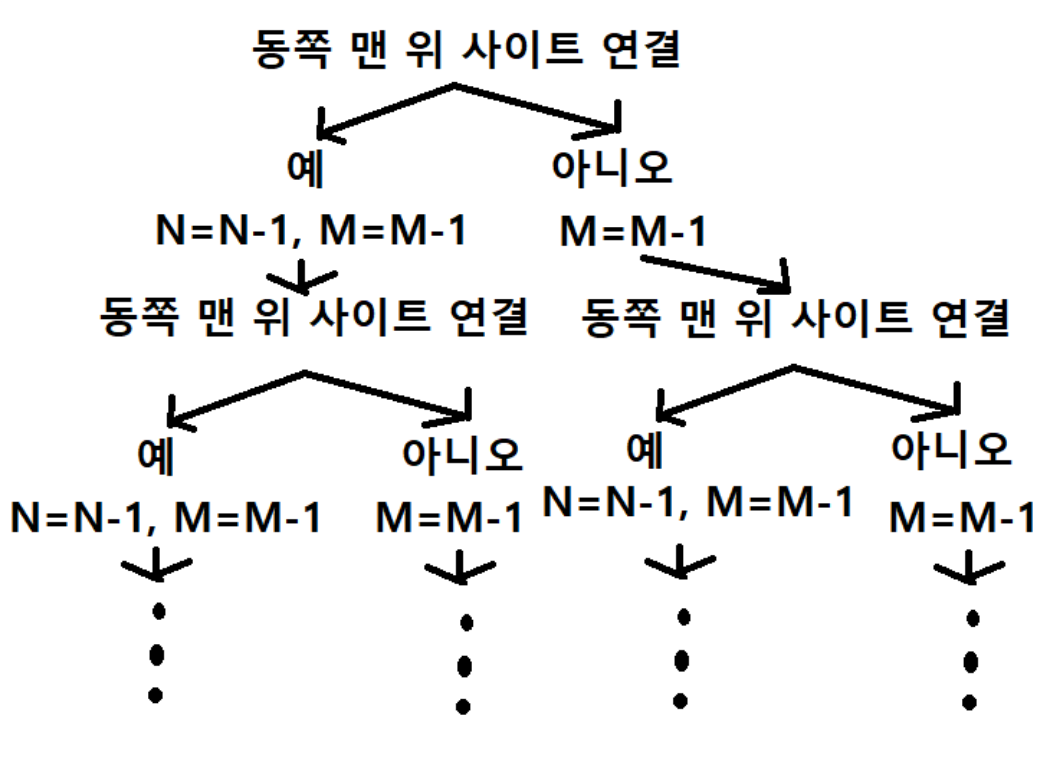 동쪽 맨 위 사이트 연결
예 아니오
N=N-1, M=M-1 M=M-1
동쪽 맨 위 사이트 연결 동쪽 맨 위 사이트 연결
예 아니오 예 아니오
N=N-1, M=M-1 M=M-1 N=N-1, M=M-1 M=M-1